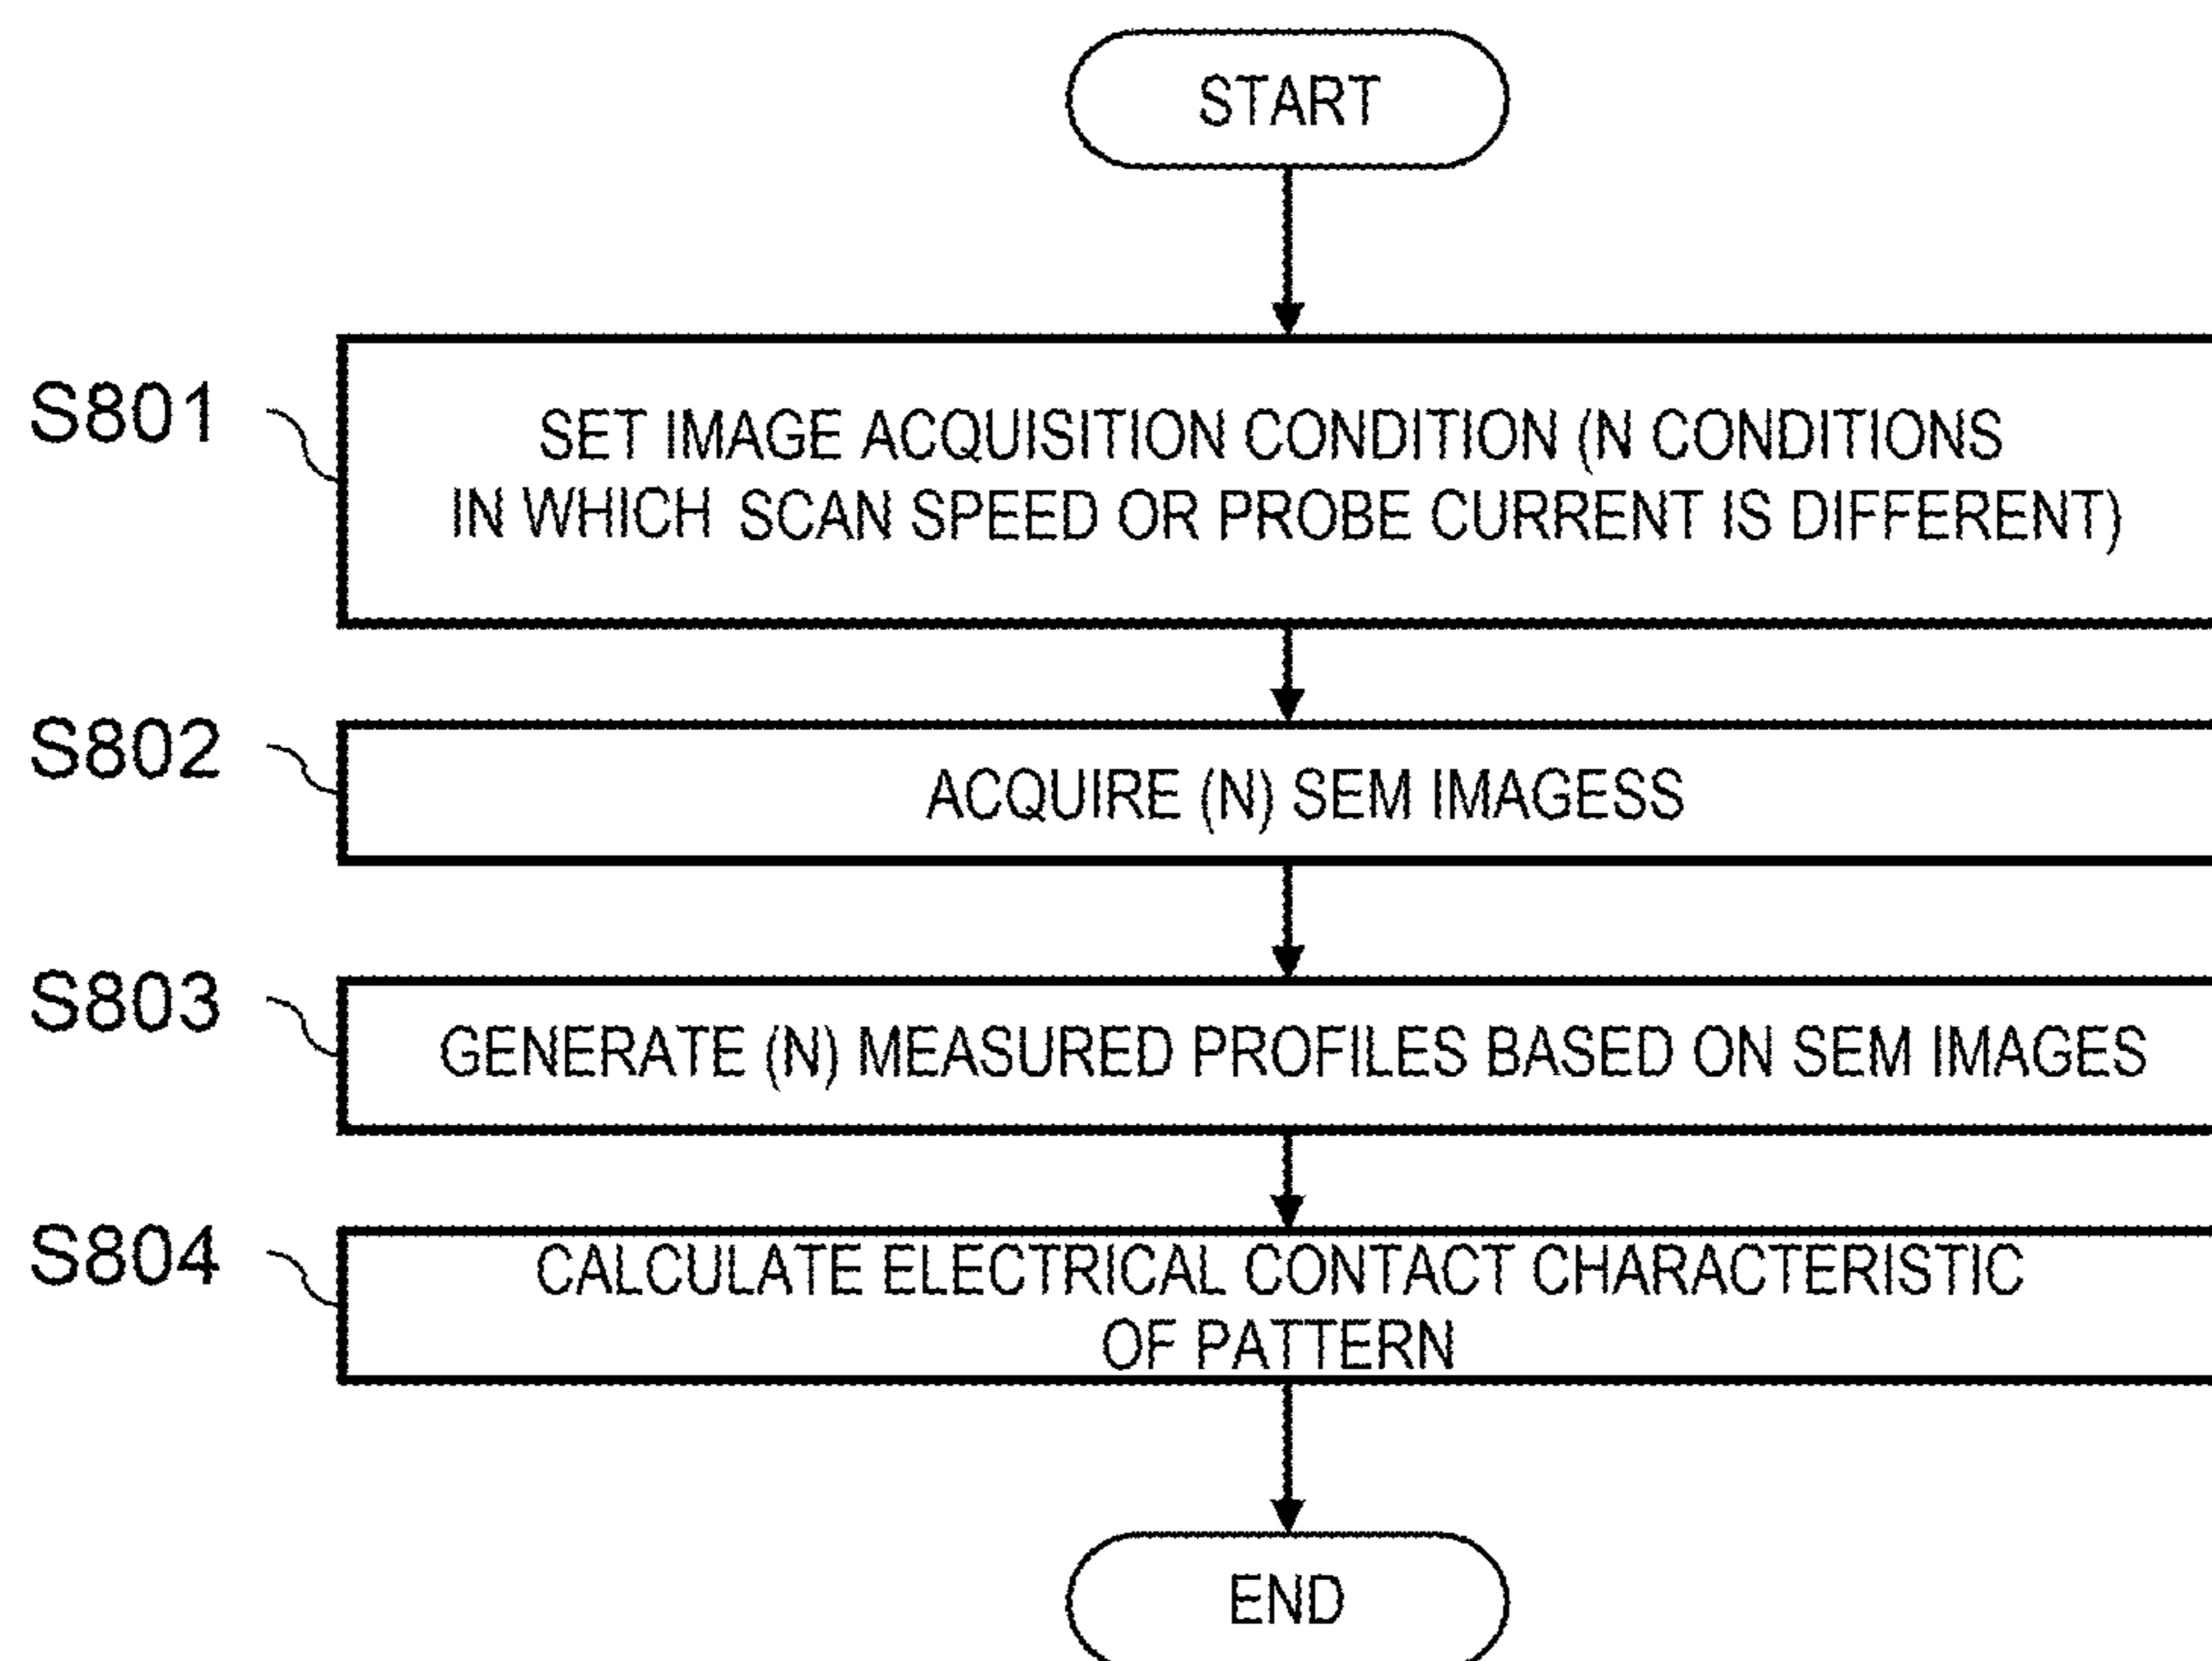 START
S801
SET IMAGE ACQUISITION CONDITION (N CONDITIONS
IN WHICH SCAN SPEED OR PROBE CURRENT IS DIFFERENT)
S802
ACQUIRE (N) SEM IMAGESS
S803
GENERATE (N) MEASURED PROFILES BASED ON SEM IMAGES
S804
CALCULATE ELECTRICAL CONTACT CHARACTERISTIC
OF PATTERN
END